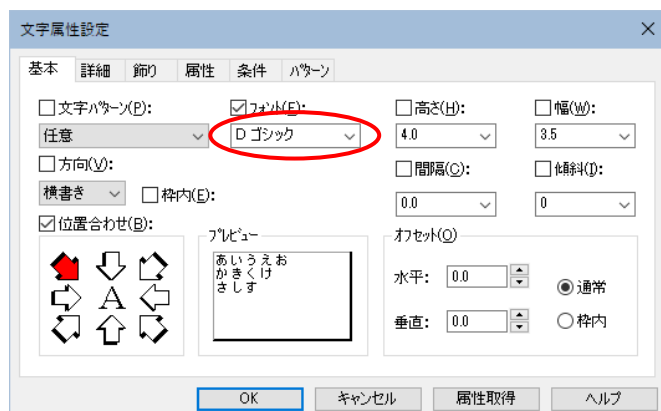 文字属性設定
基本 詳細 飾り 属性 条件 パターン
文字パターン(P): フォント(F): 高さ(H): 幅(W):
任意 D ゴシック 4.0 3.5
方向(V): 間隔(C): 傾斜(I):
横書き 枠内(E): 0.0 0
位置合わせ(B): プレビュー オフセット(O)
あいうえお
かきくけ
さしす
A
水平: 0.0 通常
垂直: 0.0 枠内
OK キャンセル 属性取得 ヘルプ